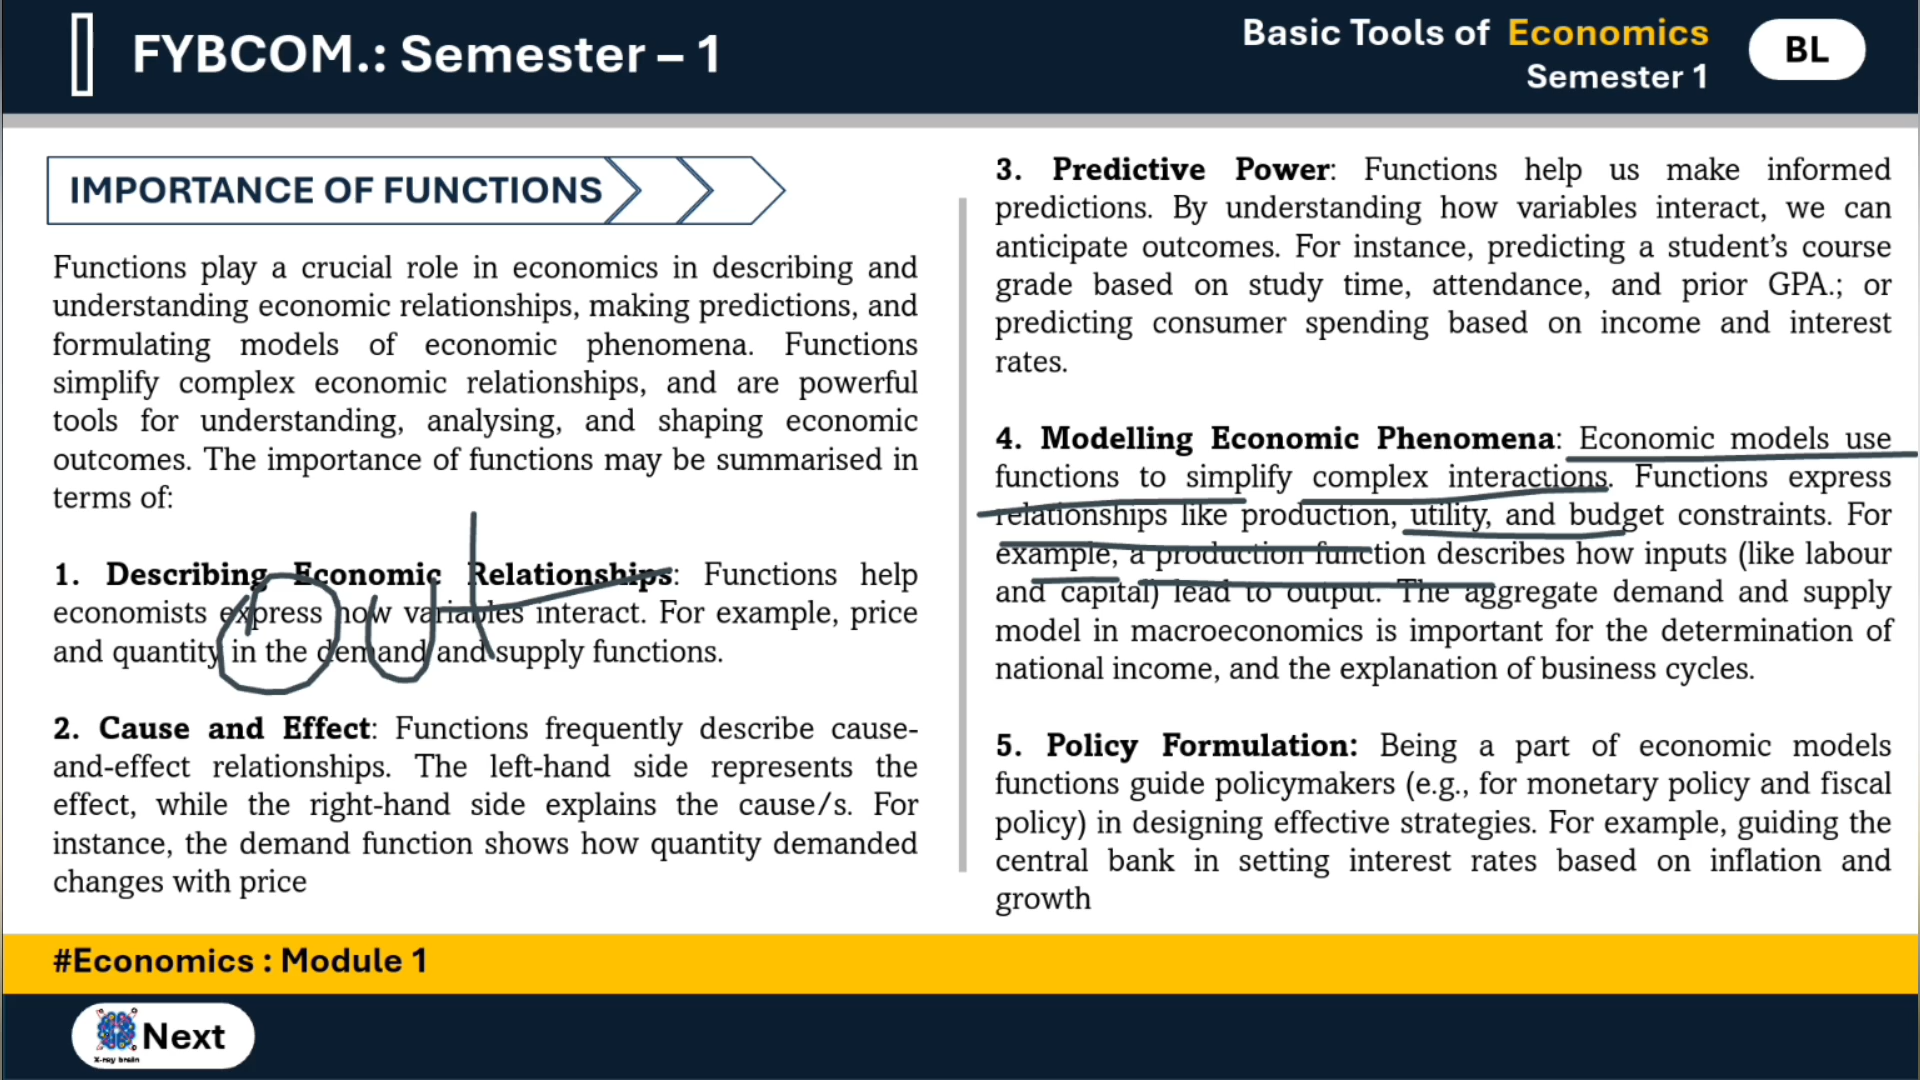 FYBCOM.: Semester – 1
Basic Tools of Economics
Semester 1
BL
IMPORTANCE OF FUNCTIONS
Functions play a crucial role in economics in describing and
understanding economic relationships, making predictions, and
formulating models of economic phenomena. Functions
simplify complex economic relationships, and are powerful
tools for understanding, analysing, and shaping economic
outcomes. The importance of functions may be summarised in
terms of:
1. Describing Economic Relationships: Functions help
economists express how variables interact. For example, price
and quantity in the demand and supply functions.
out
2. Cause and Effect: Functions frequently describe cause-
and-effect relationships. The left-hand side represents the
effect, while the right-hand side explains the cause/s. For
instance, the demand function shows how quantity demanded
changes with price
3. Predictive Power: Functions help us make informed
predictions. By understanding how variables interact, we can
anticipate outcomes. For instance, predicting a student’s course
grade based on study time, attendance, and prior GPA.; or
predicting consumer spending based on income and interest
rates.
4. Modelling Economic Phenomena: Economic models use
functions to simplify complex interactions. Functions express
relationships like production, utility, and budget constraints. For
example, a production function describes how inputs (like labour
and capital) lead to output. The aggregate demand and supply
model in macroeconomics is important for the determination of
national income, and the explanation of business cycles.
5. Policy Formulation: Being a part of economic models
functions guide policymakers (e.g., for monetary policy and fiscal
policy) in designing effective strategies. For example, guiding the
central bank in setting interest rates based on inflation and
growth
#Economics : Module 1
Next
X-ray brain